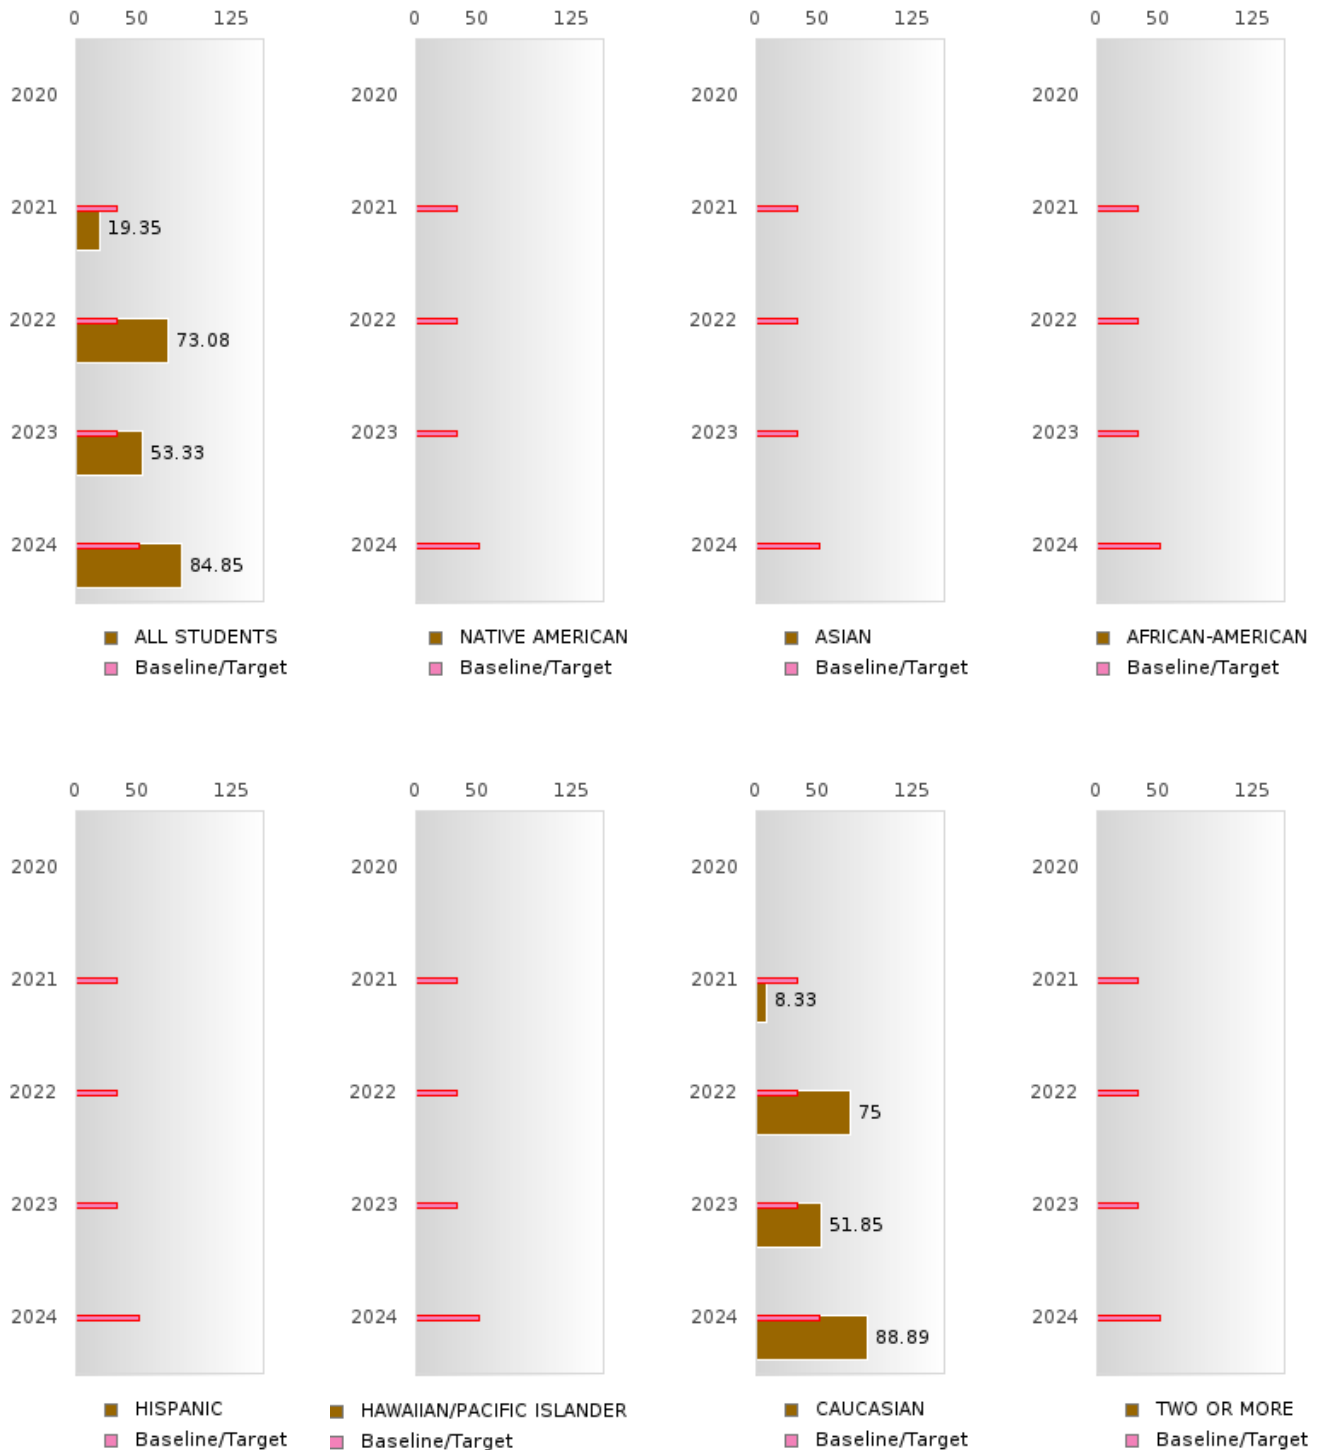 0 50 125 0 50 125 0 50 125 0 50 125
2020 2020 2020 2020
2021 2021 2021 2021
19.35
2022 2022 2022 2022
73.08
2023 2023 2023 2023
53.33
2024 2024 2024 2024
84.85
ALL STUDENTS NATIVE AMERICAN ASIAN AFRICAN-AMERICAN
Baseline/Target Baseline/Target Baseline/Target Baseline/Target
0 50 125 0 50 125 0 50 125 0 50 125
2020 2020 2020 2020
2021 2021 2021 2021
8.33
2022 2022 2022 2022
75
2023 2023 2023 2023
51.85
2024 2024 2024 2024
88.89
HISPANIC HAWAIIAN/PACIFIC ISLANDER CAUCASIAN TWO OR MORE
Baseline/Target Baseline/Target Baseline/Target Baseline/Target